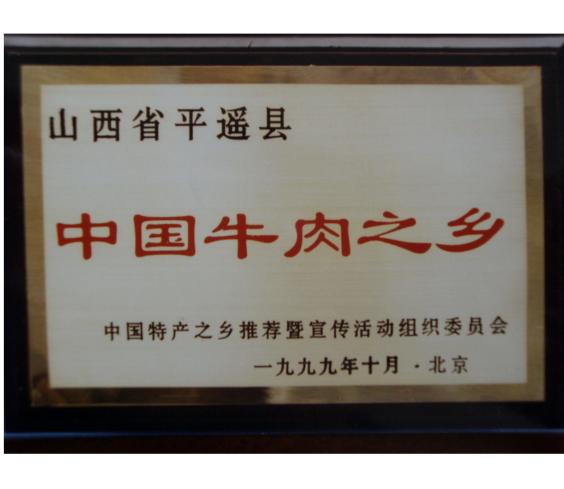 山西省平遥县
中国牛肉之乡
中国特产之乡推荐暨宣传活动组织委员会
一九九九年十月·北京